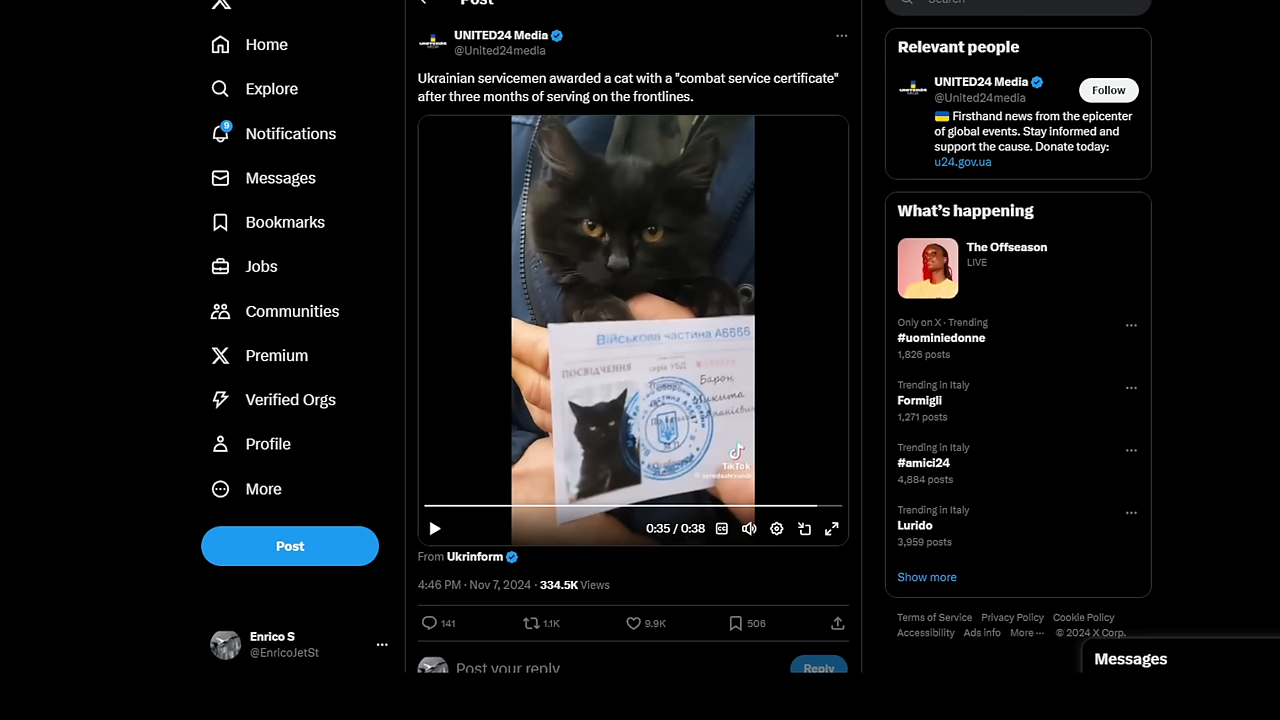 Post
Search
Home
Explore
9
Notifications
Messages
Bookmarks
Jobs
Communities
Premium
Verified Orgs
Profile
More
Post
Enrico S
@EnricoJetSt
UNITED24 Media
@United24media
Ukrainian servicemen awarded a cat with a "combat service certificate"
after three months of serving on the frontlines.
Військова частина А6666
ПОСВІДЧЕННЯ
серія УБД
Барон
Микита
TikTok
0:35 / 0:38
From Ukrinform
4:46 PM · Nov 7, 2024 · 334.5K Views
141
1.1K
9.9K
506
Post your reply
Reply
Relevant people
UNITED24 Media
@United24media
Follow
🇺🇦 Firsthand news from the epicenter
of global events. Stay informed and
support the cause. Donate today:
u24.gov.ua
What's happening
The Offseason
LIVE
Only on X · Trending
#uominiedonne
1,826 posts
Trending in Italy
Formigli
1,271 posts
Trending in Italy
#amici24
4,884 posts
Trending in Italy
Lurido
3,959 posts
Show more
Terms of Service Privacy Policy Cookie Policy
Accessibility Ads info More ··· © 2024 X Corp.
Messages